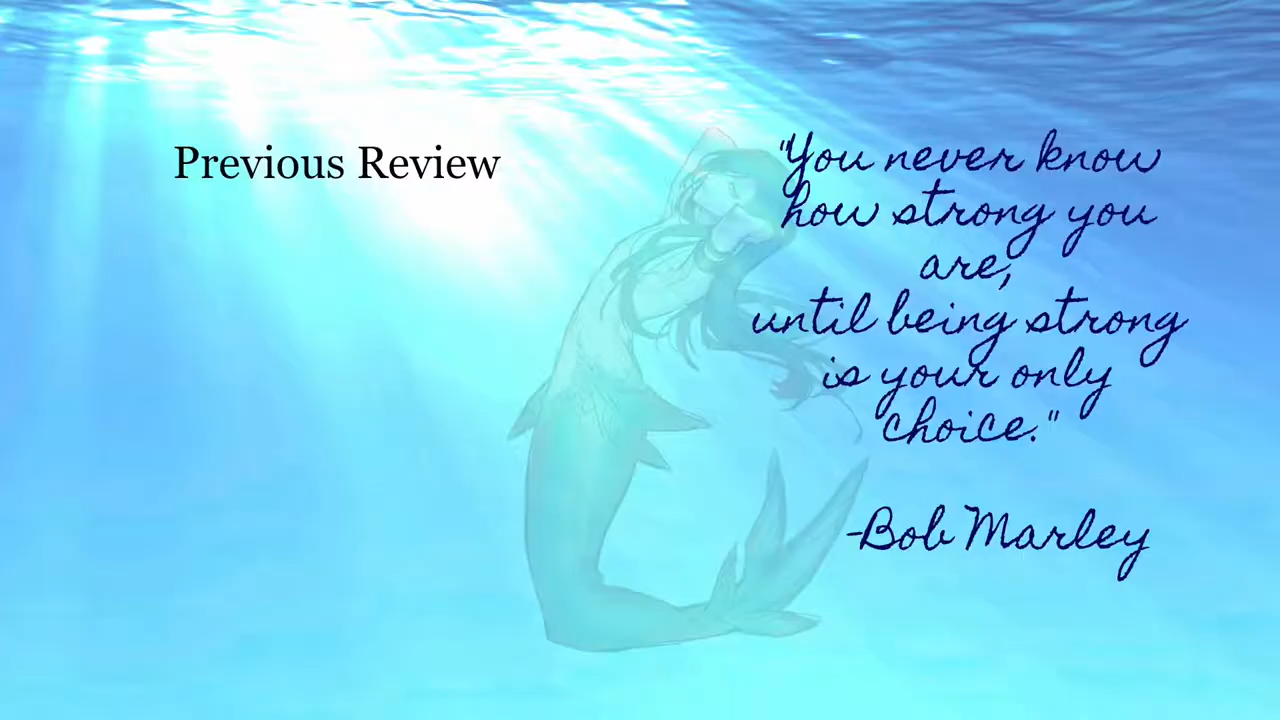 Previous Review
"You never know
how strong you
are,
until being strong
is your only
choice."
-Bob Marley